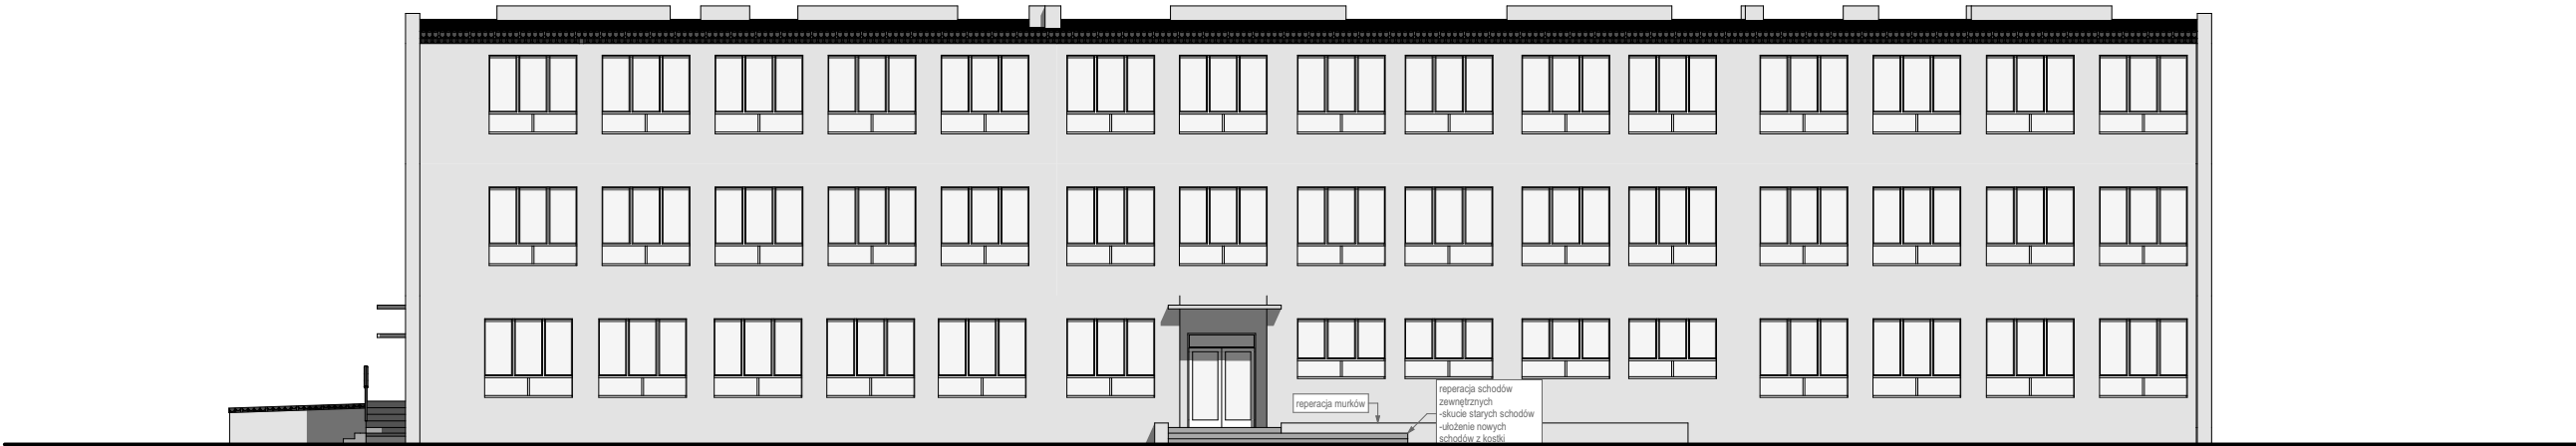 reperacja murków
reperacja schodów
zewnętrznych
-skucie starych schodów
-ułożenie nowych
schodów z kostki